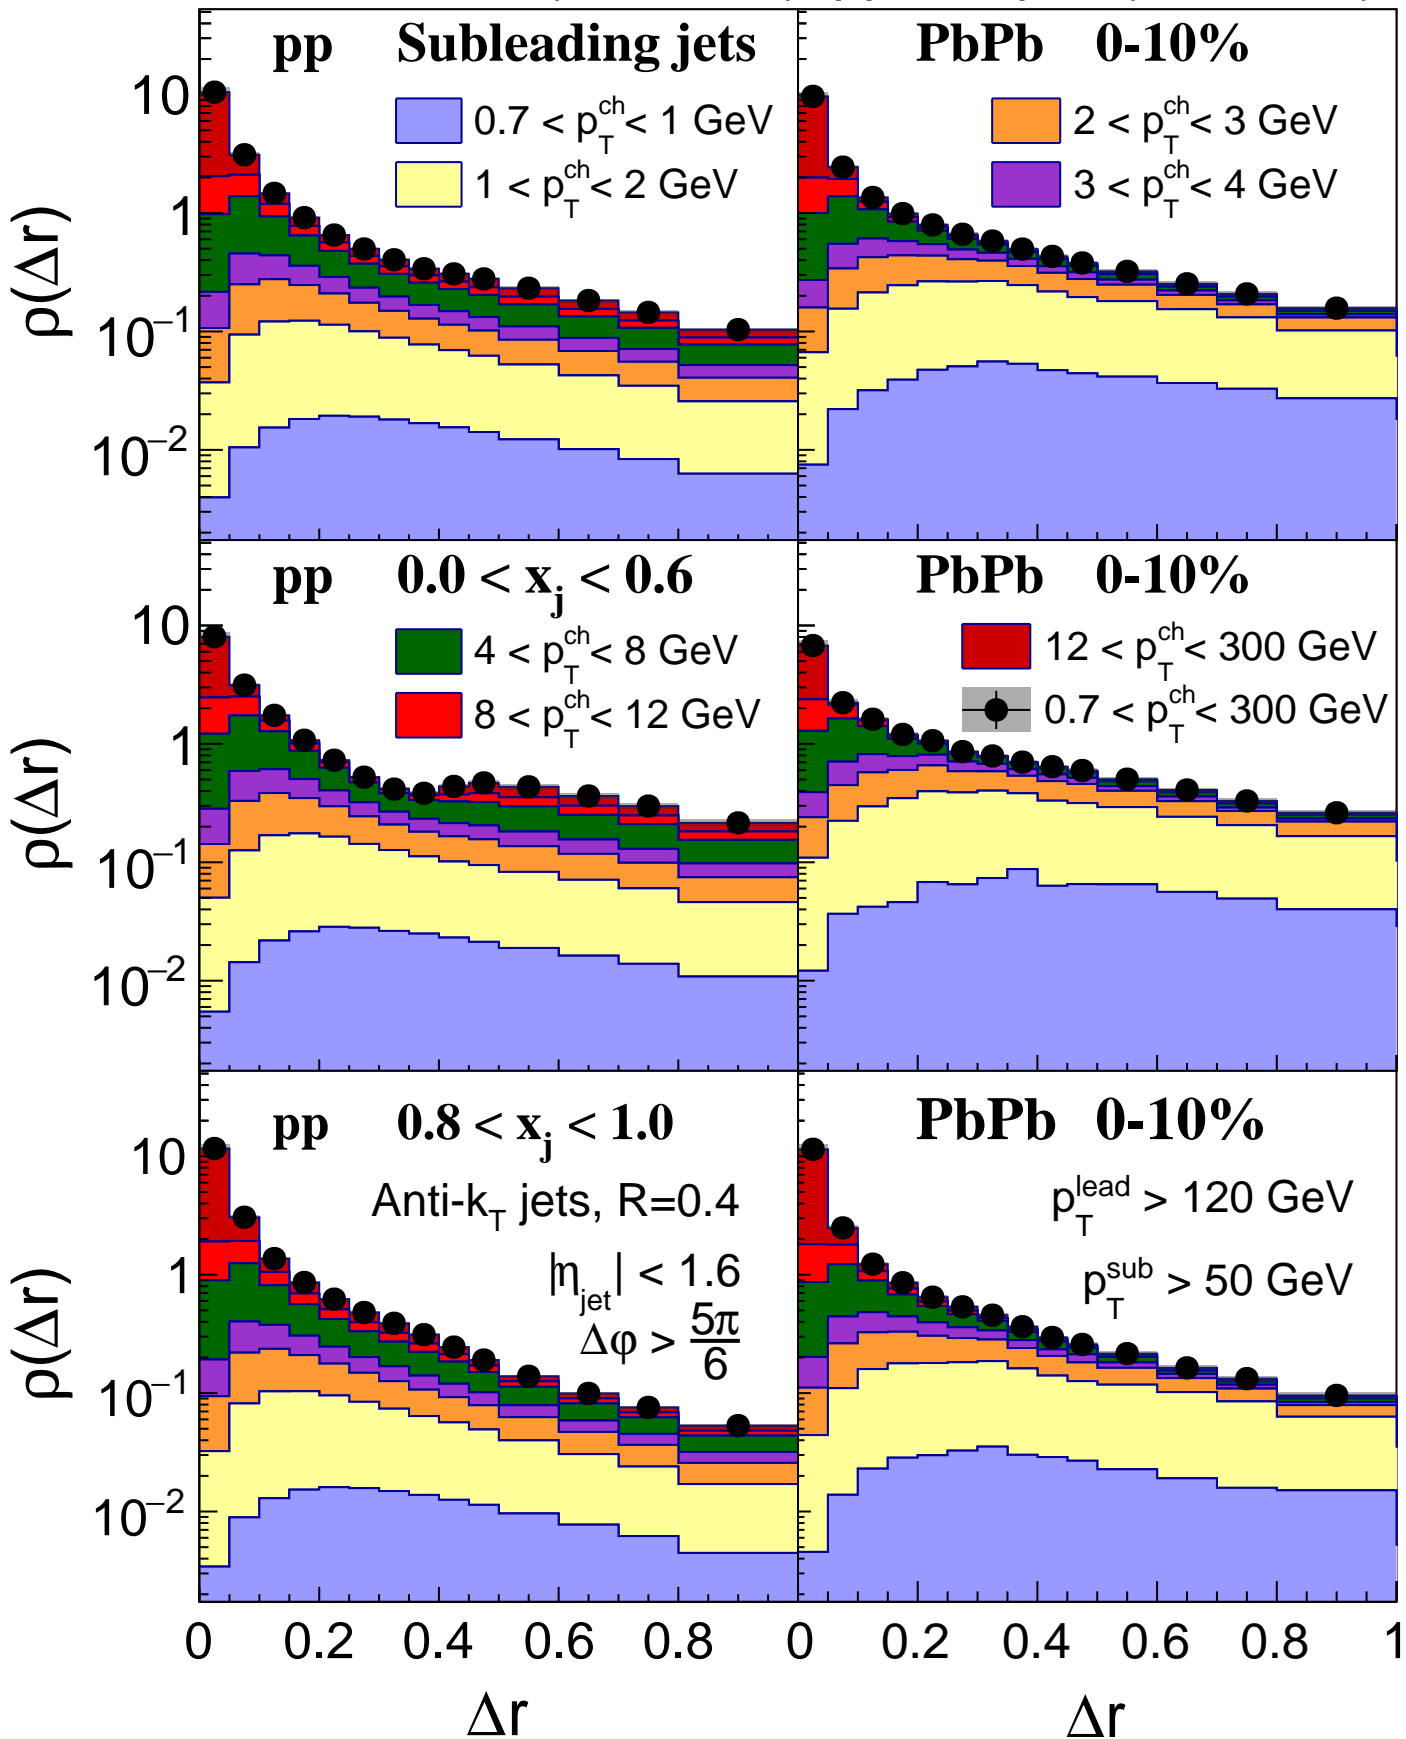 pp Subleading jets
PbPb 0-10%
0.7 < p_T^ch < 1 GeV
1 < p_T^ch < 2 GeV
2 < p_T^ch < 3 GeV
3 < p_T^ch < 4 GeV
ρ(Δr)
10
1
10⁻¹
10⁻²
pp 0.0 < x_j < 0.6
PbPb 0-10%
4 < p_T^ch < 8 GeV
8 < p_T^ch < 12 GeV
12 < p_T^ch < 300 GeV
0.7 < p_T^ch < 300 GeV
ρ(Δr)
10
1
10⁻¹
10⁻²
pp 0.8 < x_j < 1.0
PbPb 0-10%
Anti-k_T jets, R=0.4
|η_jet| < 1.6
Δφ > 5π/6
p_T^lead > 120 GeV
p_T^sub > 50 GeV
ρ(Δr)
10
1
10⁻¹
10⁻²
0 0.2 0.4 0.6 0.8 0 0.2 0.4 0.6 0.8 1
Δr Δr